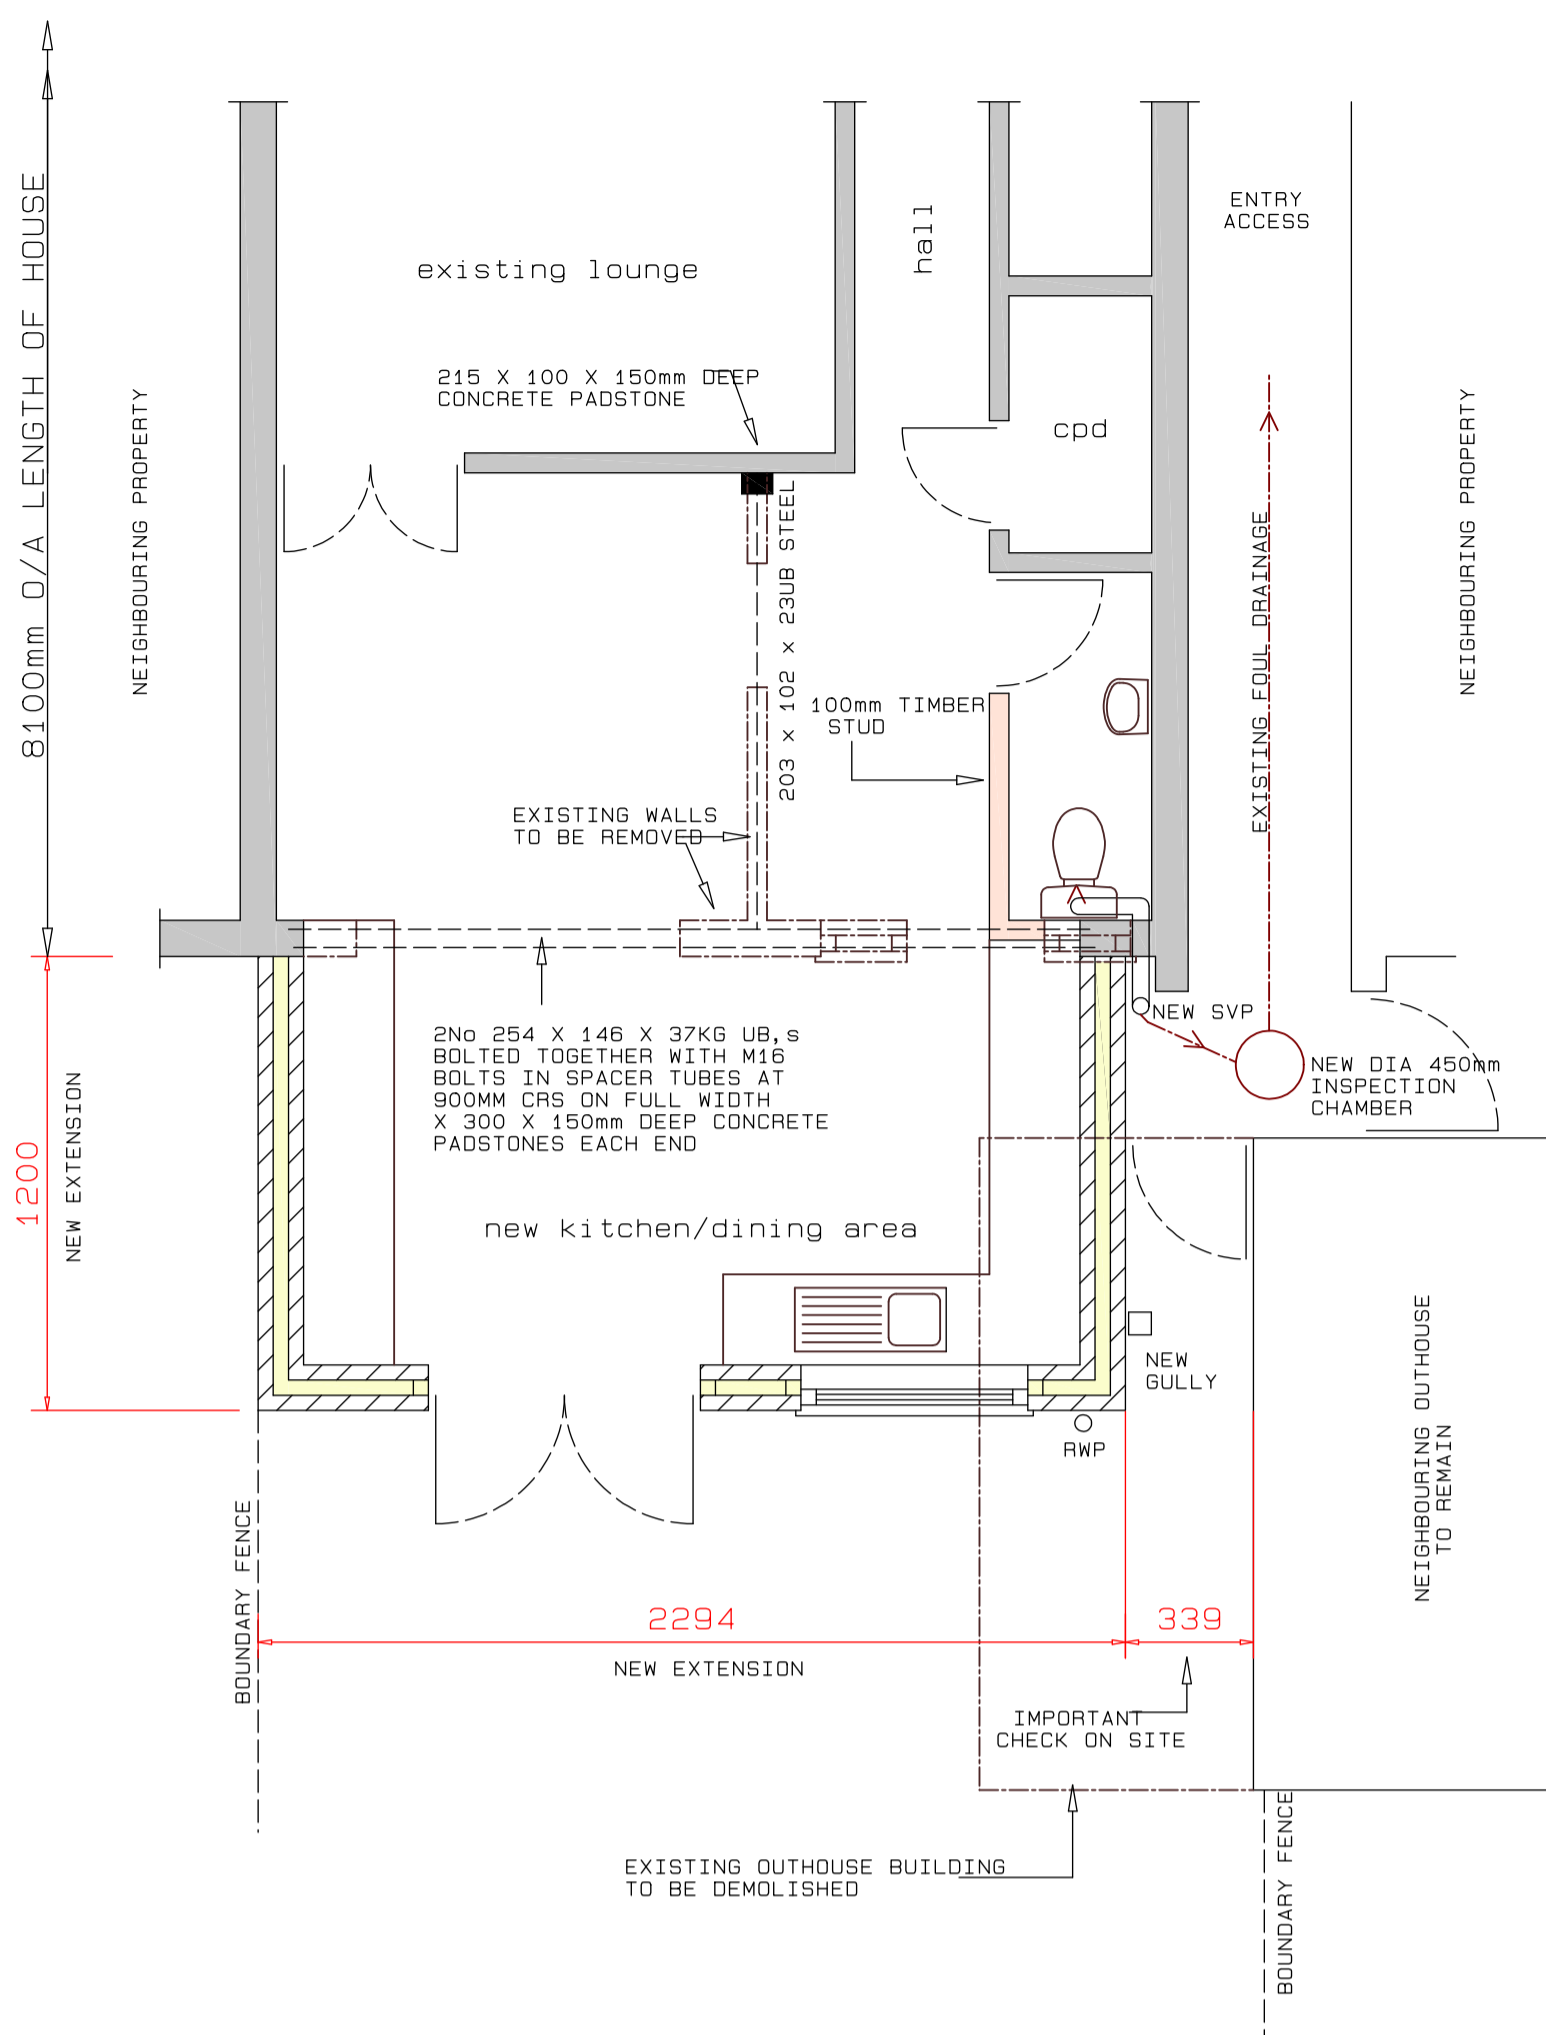 8100mm O/A LENGTH OF HOUSE
NEIGHBOURING PROPERTY
existing lounge
hall
ENTRY
ACCESS
215 X 100 X 150mm DEEP
CONCRETE PADSTONE
cpd
NEIGHBOURING PROPERTY
203 x 102 x 23UB STEEL
EXISTING FOUL DRAINAGE
100mm TIMBER
STUD
EXISTING WALLS
TO BE REMOVED
NEW SVP
2No 254 X 146 X 37KG UB,s
BOLTED TOGETHER WITH M16
BOLTS IN SPACER TUBES AT
900MM CRS ON FULL WIDTH
X 300 X 150mm DEEP CONCRETE
PADSTONES EACH END
NEW DIA 450mm
INSPECTION
CHAMBER
1200
NEW EXTENSION
new kitchen/dining area
NEW
GULLY
RWP
NEIGHBOURING OUTHOUSE
TO REMAIN
BOUNDARY FENCE
2294
339
NEW EXTENSION
IMPORTANT
CHECK ON SITE
EXISTING OUTHOUSE BUILDING
TO BE DEMOLISHED
BOUNDARY FENCE